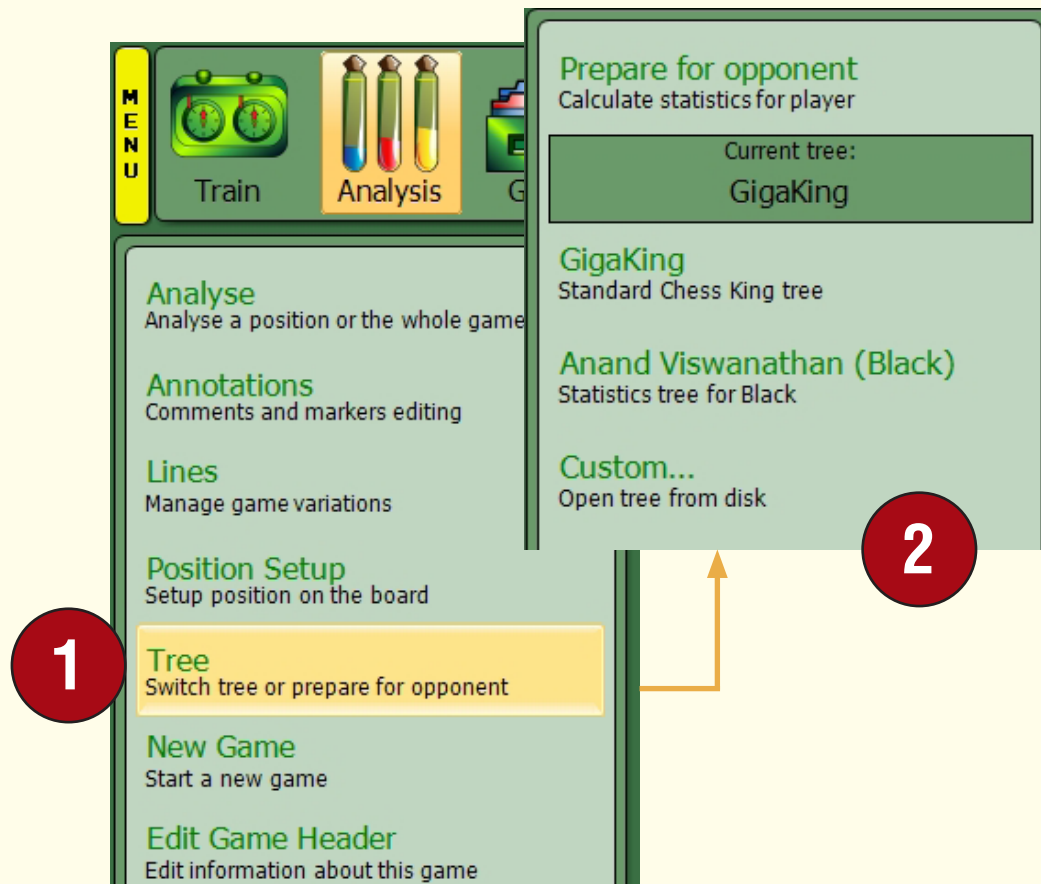 MENU
Train
Analysis
G
Analyse
Analyse a position or the whole game
Annotations
Comments and markers editing
Lines
Manage game variations
Position Setup
Setup position on the board
1
Tree
Switch tree or prepare for opponent
New Game
Start a new game
Edit Game Header
Edit information about this game
Prepare for opponent
Calculate statistics for player
Current tree:
GigaKing
GigaKing
Standard Chess King tree
Anand Viswanathan (Black)
Statistics tree for Black
Custom...
Open tree from disk
2